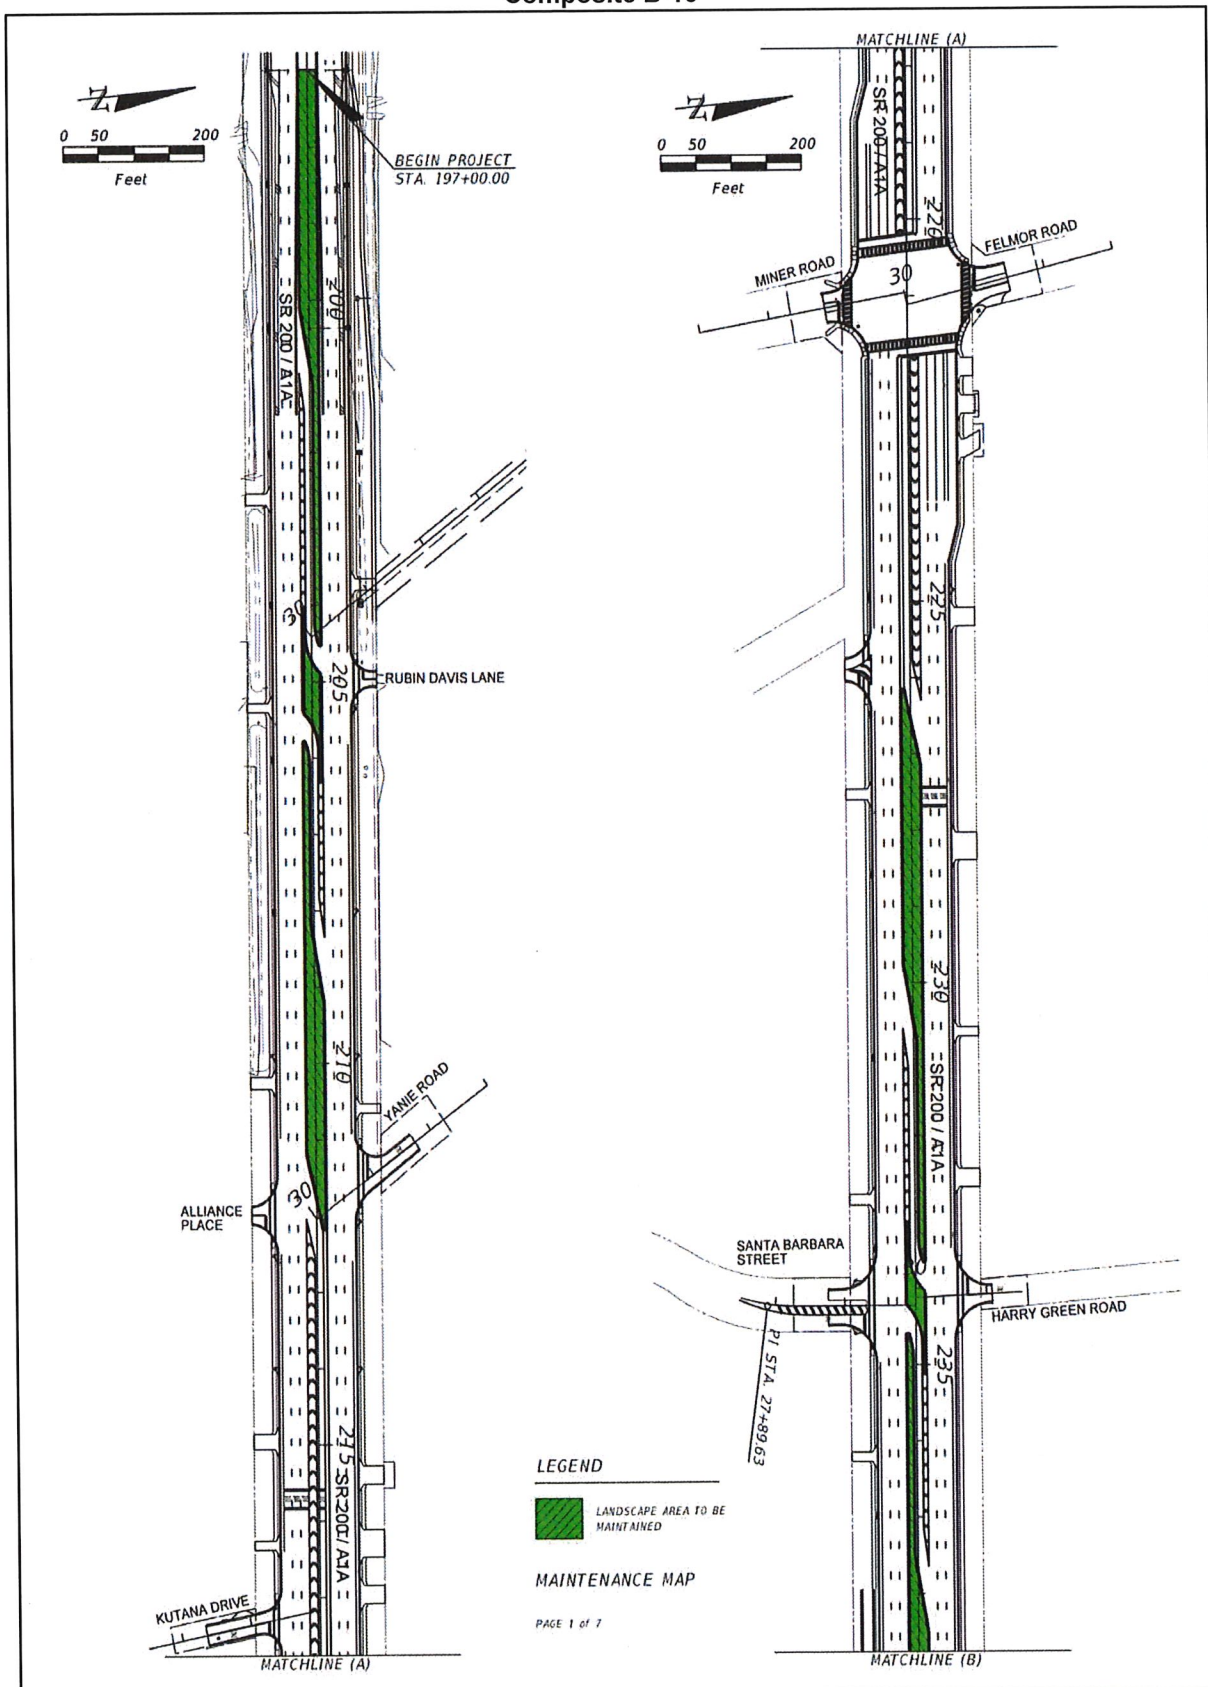 Composite B-10
Z
0 50 200
Feet
BEGIN PROJECT
STA. 197+00.00
200
SR 200 / A1A
30
205
RUBIN DAVIS LANE
210
YANIE ROAD
30
ALLIANCE
PLACE
215
SR200 / A1A
KUTANA DRIVE
MATCHLINE (A)
LEGEND
LANDSCAPE AREA TO BE
MAINTAINED
MAINTENANCE MAP
PAGE 1 of 7
MATCHLINE (A)
Z
0 50 200
Feet
SR 200 / A1A
220
FELMOR ROAD
MINER ROAD
30
225
230
SR200 / A1A
SANTA BARBARA
STREET
HARRY GREEN ROAD
PI STA. 27+89.63
235
MATCHLINE (B)